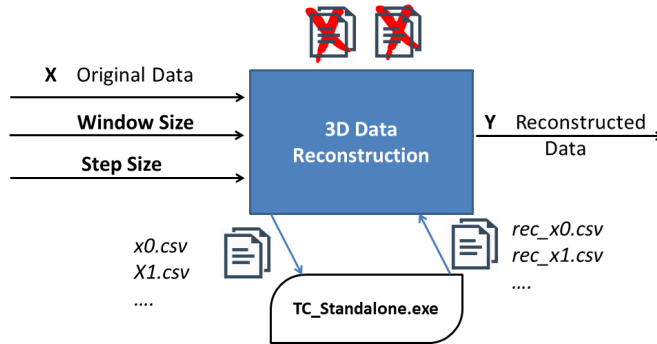 X Original Data
Window Size
Step Size
3D Data
Reconstruction
Y Reconstructed
Data
x0.csv
X1.csv
....
rec_x0.csv
rec_x1.csv
....
TC_Standalone.exe